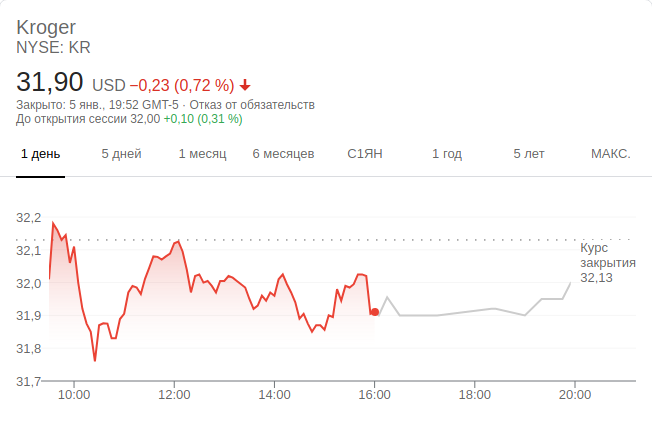 Kroger
NYSE: KR
31,90 USD −0,23 (0,72 %)
Закрыто: 5 янв., 19:52 GMT-5 · Отказ от обязательств
До открытия сессии 32,00 +0,10 (0,31 %)
1 день 5 дней 1 месяц 6 месяцев С1ЯН 1 год 5 лет МАКС.
32,2
32,1
32,0
31,9
31,8
31,7
Курс
закрытия
32,13
10:00 12:00 14:00 16:00 18:00 20:00